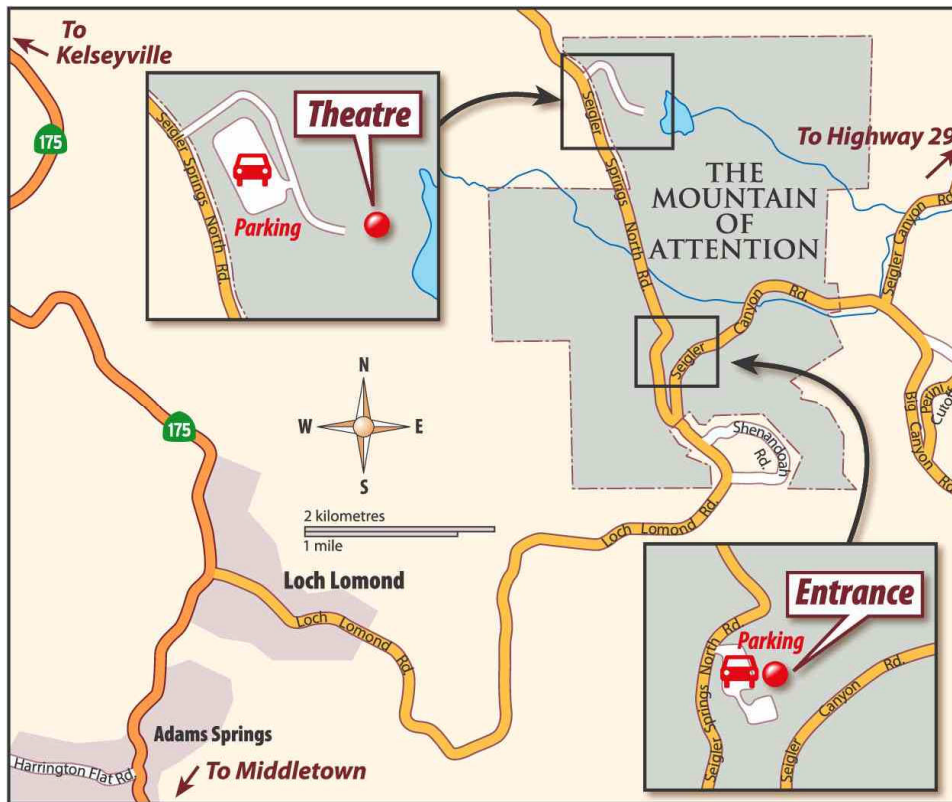 To
Kelseyville
175
Theatre
Seigler Springs North Rd.
Parking
Seigler Springs North Rd.
To Highway 29
THE
MOUNTAIN
OF
ATTENTION
Seigler Canyon Rd.
Seigler Canyon Rd.
175
N
W E
S
2 kilometres
1 mile
Shenandoah
Rd.
Big Canyon Rd.
Perini
Cutoff
Loch Lomond Rd.
Loch Lomond
Loch Lomond Rd.
Adams Springs
Harrington Flat Rd.
To Middletown
Entrance
Parking
Seigler Springs North Rd
Seigler Canyon Rd.